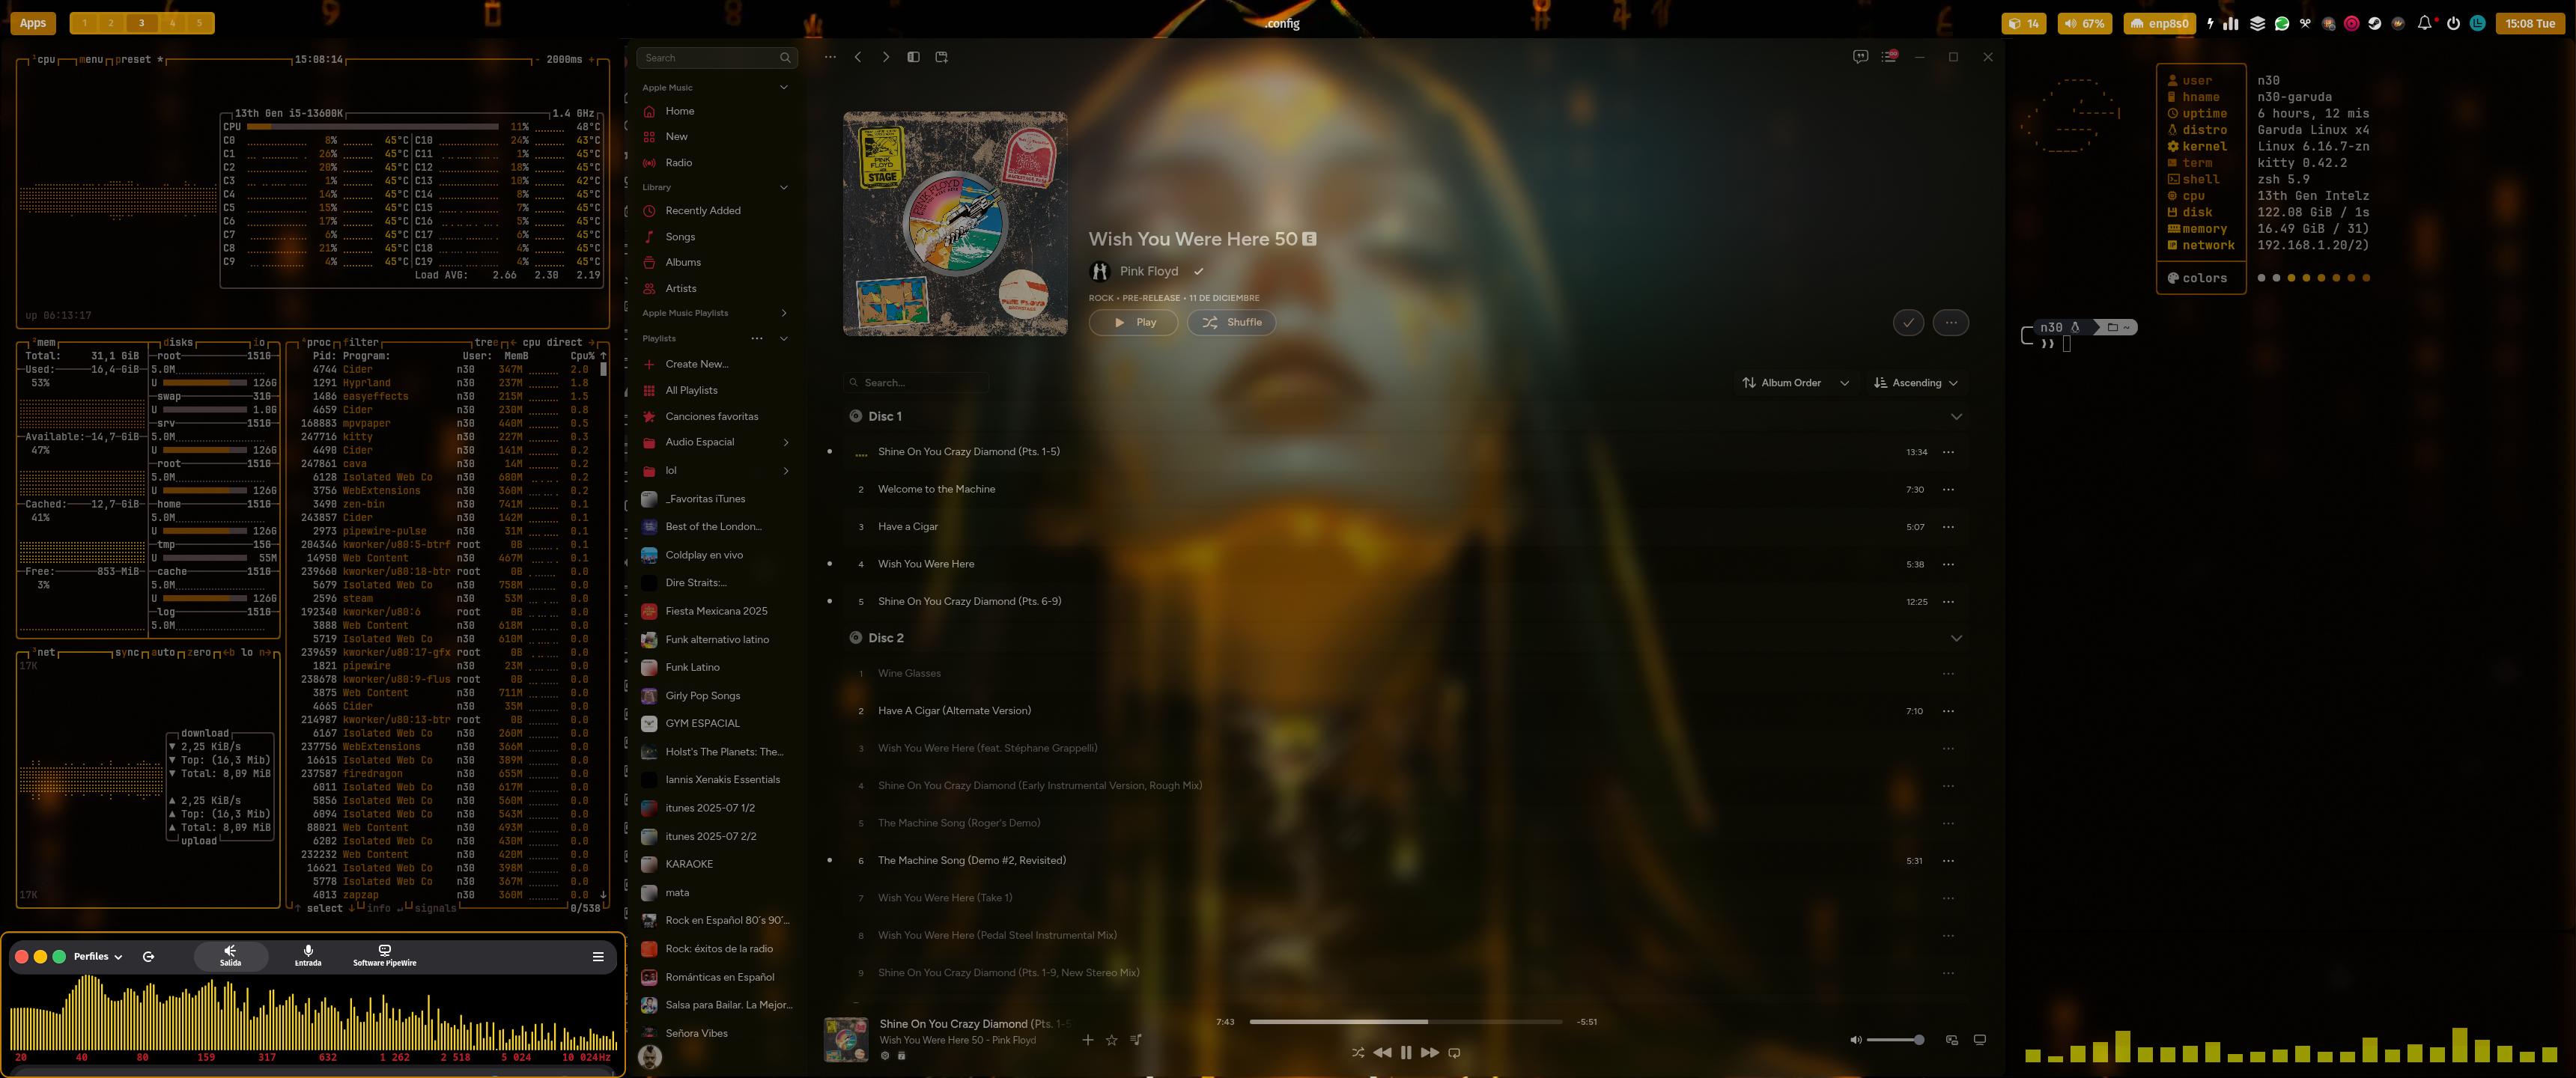 Apps
1 2 3 4 5
.config
14
67%
enp8s0
15:08 Tue
¹cpu menu preset *
15:08:14
- 2000ms +
13th Gen i5-13600K
1.4 GHz
CPU 11% 48°C
C0 8% 45°C C10 24% 43°C
C1 26% 45°C C11 1% 45°C
C2 20% 45°C C12 18% 45°C
C3 1% 45°C C13 10% 42°C
C4 14% 45°C C14 8% 45°C
C5 15% 45°C C15 7% 45°C
C6 17% 45°C C16 5% 45°C
C7 6% 45°C C17 6% 45°C
C8 21% 45°C C18 4% 45°C
C9 4% 45°C C19 4% 45°C
Load AVG: 2.66 2.30 2.19
up 06:13:17
²mem
Total: 31,1 GiB
Used: 16,4 GiB
53%
Available: 14,7 GiB
47%
Cached: 12,7 GiB
41%
Free: 853 MiB
3%
disks io
root 151G
5.0M
U 126G
swap 31G
U 1.0G
srv 151G
5.0M
U 126G
root 151G
5.0M
U 126G
home 151G
5.0M
U 126G
tmp 15G
U 55M
cache 151G
5.0M
U 126G
log 151G
5.0M
⁴proc filter tree < cpu direct >
Pid: Program: User: MemB Cpu% ↑
4744 Cider n30 347M 2.0
1291 Hyprland n30 237M 1.8
1486 easyeffects n30 215M 1.5
4659 Cider n30 230M 0.8
168883 mpvpaper n30 440M 0.5
247716 kitty n30 227M 0.3
4490 Cider n30 141M 0.2
247861 cava n30 14M 0.2
6128 Isolated Web Co n30 680M 0.2
3756 WebExtensions n30 360M 0.2
3490 zen-bin n30 741M 0.1
243857 Cider n30 142M 0.1
2973 pipewire-pulse n30 31M 0.1
204346 kworker/u80:5-btrf root 0B 0.1
14950 Web Content n30 467M 0.1
239660 kworker/u80:18-btr root 0B 0.0
5679 Isolated Web Co n30 758M 0.0
2596 steam n30 53M 0.0
192340 kworker/u80:6 root 0B 0.0
3888 Web Content n30 618M 0.0
5719 Isolated Web Co n30 610M 0.0
239659 kworker/u80:17-gfx root 0B 0.0
1821 pipewire n30 23M 0.0
238678 kworker/u80:9-flus root 0B 0.0
3875 Web Content n30 711M 0.0
4665 Cider n30 35M 0.0
214987 kworker/u80:13-btr root 0B 0.0
6167 Isolated Web Co n30 260M 0.0
237756 WebExtensions n30 366M 0.0
16615 Isolated Web Co n30 389M 0.0
237587 firedragon n30 655M 0.0
6011 Isolated Web Co n30 617M 0.0
5856 Isolated Web Co n30 560M 0.0
6094 Isolated Web Co n30 543M 0.0
88021 Web Content n30 493M 0.0
6202 Isolated Web Co n30 430M 0.0
232232 Web Content n30 420M 0.0
16621 Isolated Web Co n30 398M 0.0
5778 Isolated Web Co n30 367M 0.0
4013 zapzap n30 360M 0.0
↑ select ↓ info ↵ signals
0/538
³net sync auto zero <b lo n>
17K
download
▼ 2,25 KiB/s
▼ Top: (16,3 Mib)
▼ Total: 8,09 MiB
▲ 2,25 KiB/s
▲ Top: (16,3 Mib)
▲ Total: 8,09 MiB
upload
17K
Perfiles
Salida
Entrada
Software PipeWire
20 40 80 159 317 632 1 262 2 518 5 024 10 024Hz
Search
Apple Music
Home
New
Radio
Library
Recently Added
Songs
Albums
Artists
Apple Music Playlists
Playlists
Create New...
All Playlists
Canciones favoritas
Audio Espacial
lol
_Favoritas iTunes
Best of the London...
Coldplay en vivo
Dire Straits:...
Fiesta Mexicana 2025
Funk alternativo latino
Funk Latino
Girly Pop Songs
GYM ESPACIAL
Holst's The Planets: The...
Iannis Xenakis Essentials
itunes 2025-07 1/2
itunes 2025-07 2/2
KARAOKE
mata
Rock en Español 80´s 90´...
Rock: éxitos de la radio
Románticas en Español
Salsa para Bailar. La Mejor...
Señora Vibes
PINK FLOYD
STAGE
PINK FLOYD
Wish You Were Here 50 E
Pink Floyd
ROCK • PRE-RELEASE • 11 DE DICIEMBRE
Play
Shuffle
Search...
Album Order
Ascending
Disc 1
Shine On You Crazy Diamond (Pts. 1-5) 13:34
2 Welcome to the Machine 7:30
3 Have a Cigar 5:07
4 Wish You Were Here 5:38
5 Shine On You Crazy Diamond (Pts. 6-9) 12:25
Disc 2
1 Wine Glasses
2 Have A Cigar (Alternate Version) 7:10
3 Wish You Were Here (feat. Stéphane Grappelli)
4 Shine On You Crazy Diamond (Early Instrumental Version, Rough Mix)
5 The Machine Song (Roger's Demo)
6 The Machine Song (Demo #2, Revisited) 5:31
7 Wish You Were Here (Take 1)
8 Wish You Were Here (Pedal Steel Instrumental Mix)
9 Shine On You Crazy Diamond (Pts. 1-9, New Stereo Mix)
Shine On You Crazy Diamond (Pts. 1-5
Wish You Were Here 50 - Pink Floyd
7:43
-5:51
user n30
hname n30-garuda
uptime 6 hours, 12 mis
distro Garuda Linux x4
kernel Linux 6.16.7-zn
term kitty 0.42.2
shell zsh 5.9
cpu 13th Gen Intelz
disk 122.08 GiB / 1s
memory 16.49 GiB / 31)
network 192.168.1.20/2)
colors
n30 ~